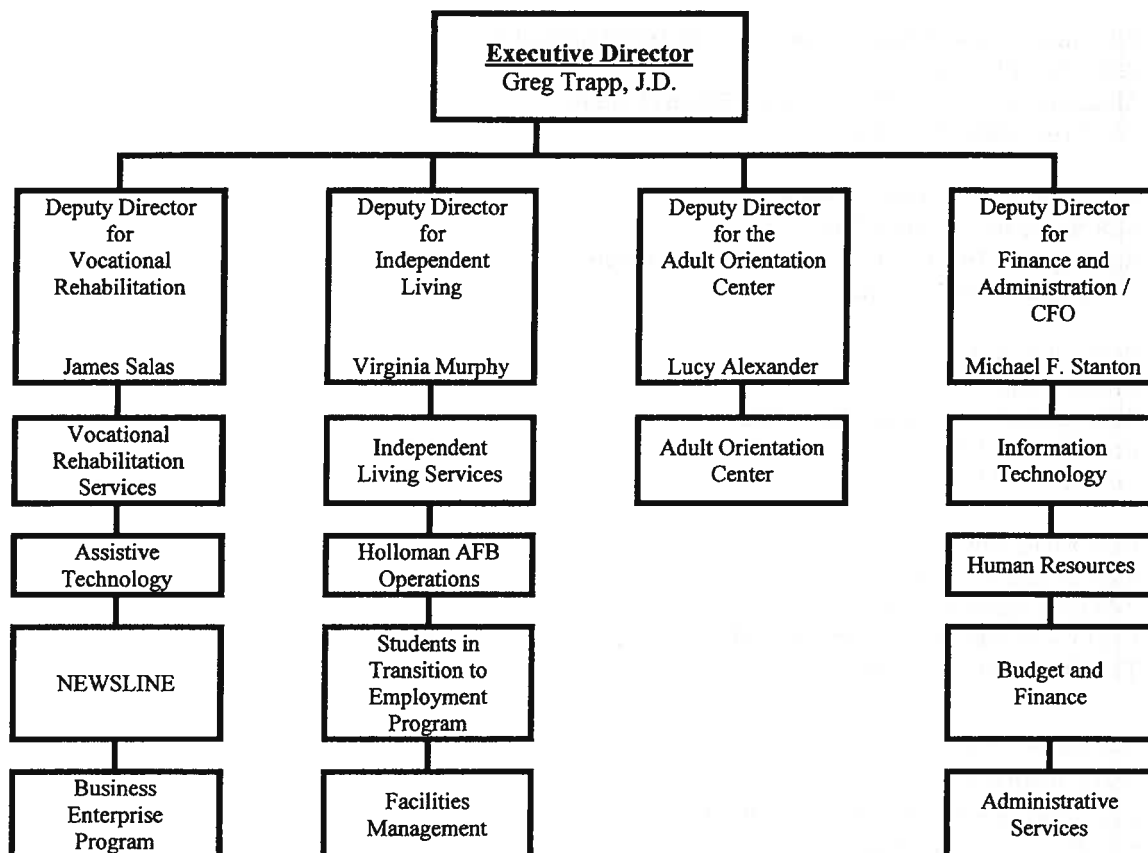 Executive Director
Greg Trapp, J.D.
Deputy Director
for
Vocational
Rehabilitation
James Salas
Deputy Director
for
Independent
Living
Virginia Murphy
Deputy Director
for the
Adult Orientation
Center
Lucy Alexander
Deputy Director
for
Finance and
Administration /
CFO
Michael F. Stanton
Vocational
Rehabilitation
Services
Independent
Living Services
Adult Orientation
Center
Information
Technology
Assistive
Technology
Holloman AFB
Operations
Human Resources
NEWSLINE
Students in
Transition to
Employment
Program
Budget and
Finance
Business
Enterprise
Program
Facilities
Management
Administrative
Services